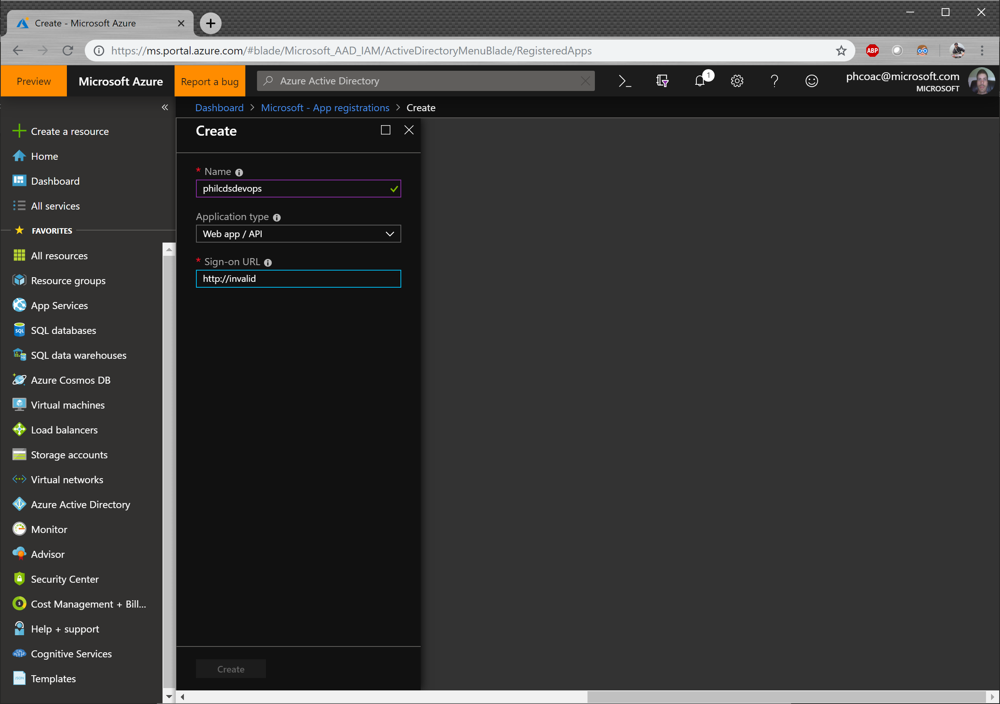 Create - Microsoft Azure
https://ms.portal.azure.com/#blade/Microsoft_AAD_IAM/ActiveDirectoryMenuBlade/RegisteredApps
ABP
Preview
Microsoft Azure
Report a bug
Azure Active Directory
1
phcoac@microsoft.com
MICROSOFT
Dashboard > Microsoft - App registrations > Create
Create a resource
Home
Dashboard
All services
FAVORITES
All resources
Resource groups
App Services
SQL
SQL databases
SQL data warehouses
Azure Cosmos DB
Virtual machines
Load balancers
Storage accounts
Virtual networks
Azure Active Directory
Monitor
Advisor
Security Center
Cost Management + Bill...
Help + support
Cognitive Services
JSON
Templates
Create
* Name
philcdsdevops
Application type
Web app / API
* Sign-on URL
http://invalid
Create